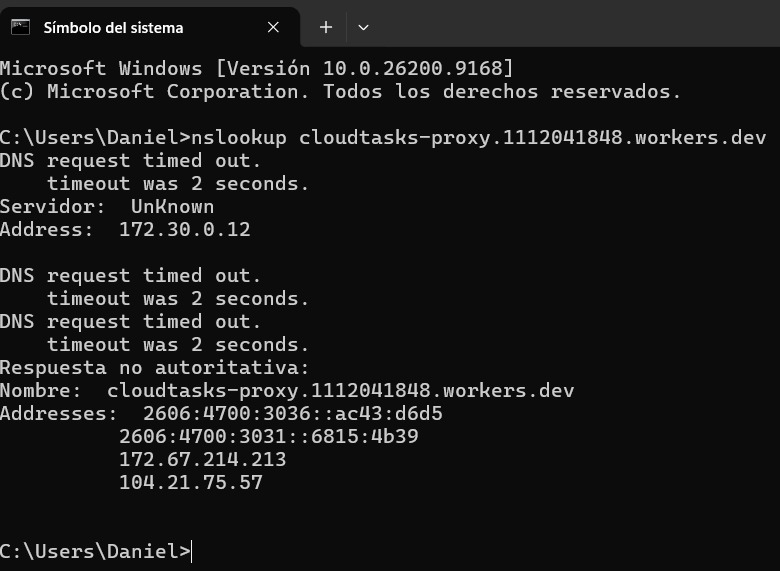 Símbolo del sistema
Microsoft Windows [Versión 10.0.26200.9168]
(c) Microsoft Corporation. Todos los derechos reservados.
C:\Users\Daniel>nslookup cloudtasks-proxy.1112041848.workers.dev
DNS request timed out.
    timeout was 2 seconds.
Servidor:  UnKnown
Address:  172.30.0.12
DNS request timed out.
    timeout was 2 seconds.
DNS request timed out.
    timeout was 2 seconds.
Respuesta no autoritativa:
Nombre:  cloudtasks-proxy.1112041848.workers.dev
Addresses:  2606:4700:3036::ac43:d6d5
          2606:4700:3031::6815:4b39
          172.67.214.213
          104.21.75.57
C:\Users\Daniel>